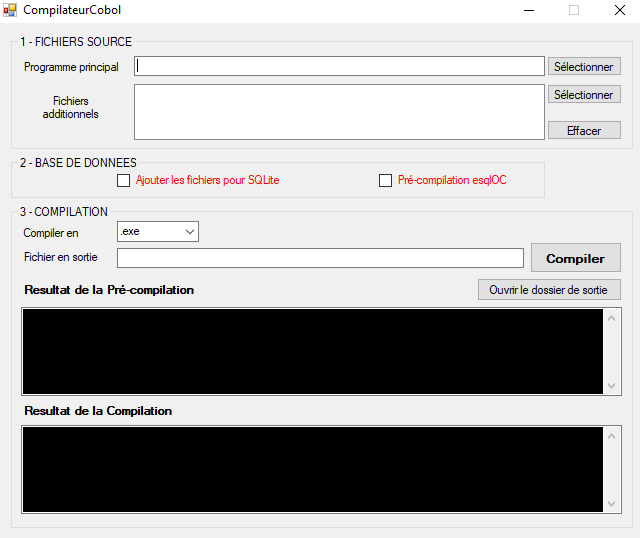 CompilateurCobol
1 - FICHIERS SOURCE
Programme principal
Sélectionner
Fichiers
additionnels
Sélectionner
Effacer
2 - BASE DE DONNEES
Ajouter les fichiers pour SQLite
Pré-compilation esqlOC
3 - COMPILATION
Compiler en
.exe
Fichier en sortie
Compiler
Resultat de la Pré-compilation
Ouvrir le dossier de sortie
Resultat de la Compilation